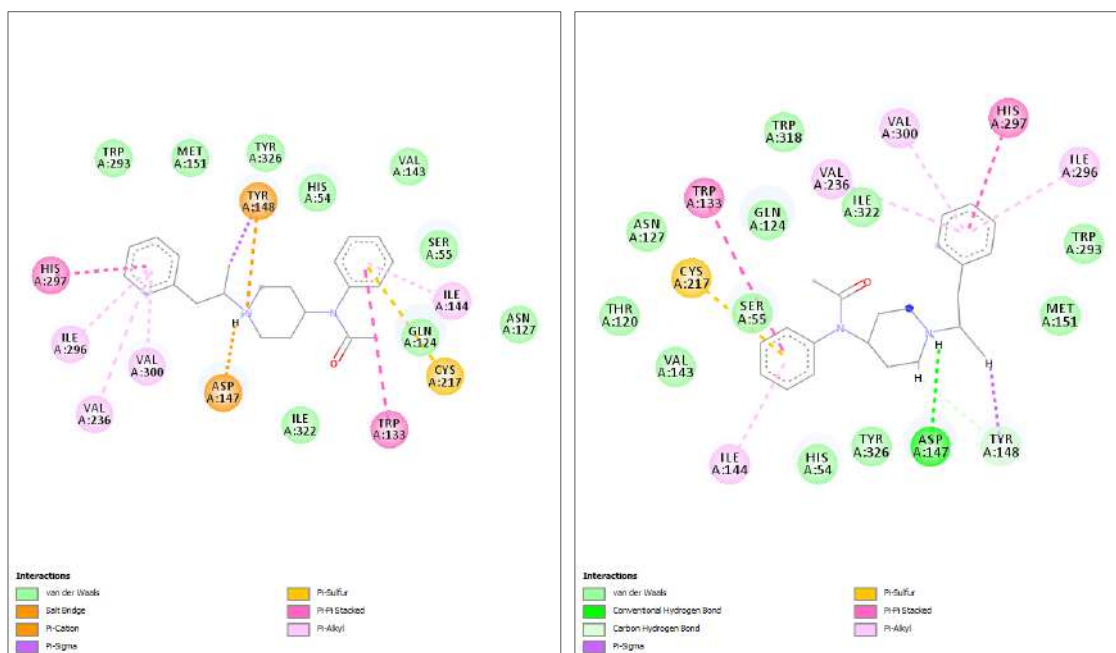 TRP
A:293
MET
A:151
TYR
A:326
TYR
A:148
HIS
A:54
VAL
A:143
SER
A:55
HIS
A:297
ILE
A:144
ASN
A:127
GLN
A:124
ILE
A:296
VAL
A:300
CYS
A:217
ASP
A:147
VAL
A:236
ILE
A:322
TRP
A:133
N
H
N
O
Interactions
van der Waals
Salt Bridge
Pi-Cation
Pi-Sigma
Pi-Sulfur
Pi-Pi Stacked
Pi-Alkyl
TRP
A:318
VAL
A:300
HIS
A:297
VAL
A:236
ILE
A:296
TRP
A:133
ILE
A:322
GLN
A:124
ASN
A:127
TRP
A:293
CYS
A:217
SER
A:55
MET
A:151
THR
A:120
VAL
A:143
O
N
N
H
H
H
ILE
A:144
HIS
A:54
TYR
A:326
ASP
A:147
TYR
A:148
Interactions
van der Waals
Conventional Hydrogen Bond
Carbon Hydrogen Bond
Pi-Sigma
Pi-Sulfur
Pi-Pi Stacked
Pi-Alkyl